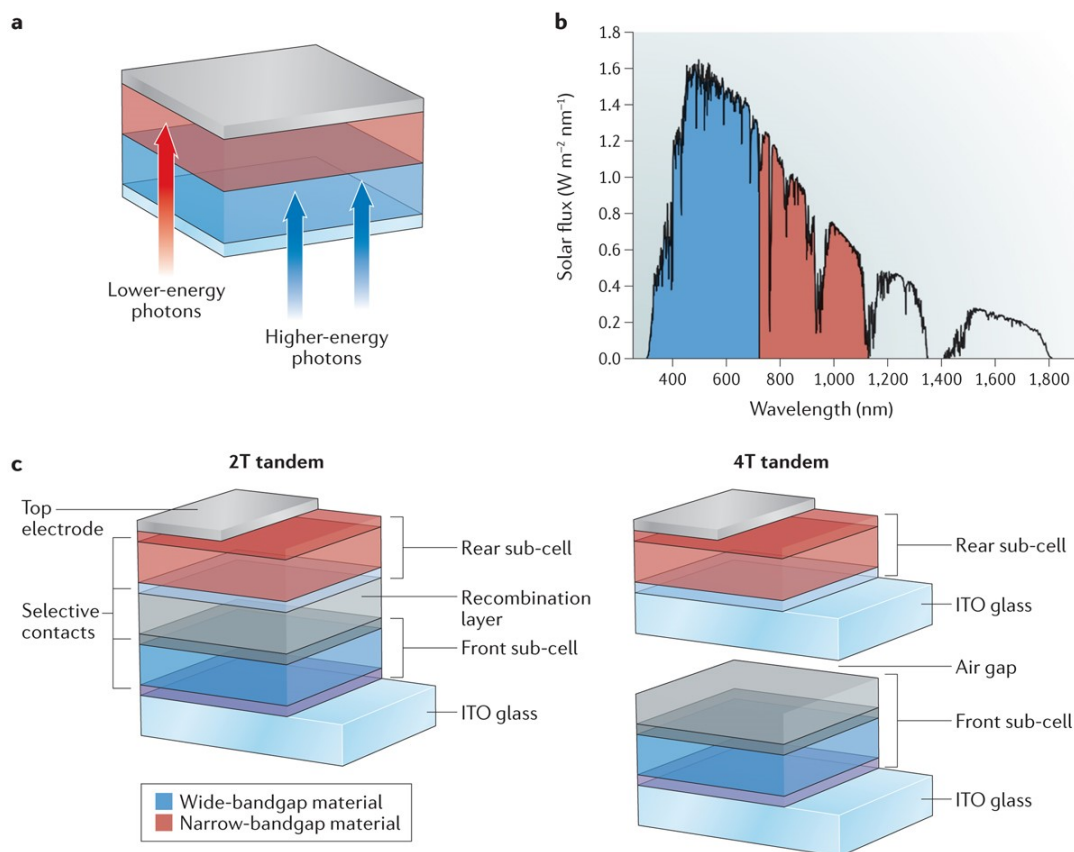 a
Lower-energy
photons
Higher-energy
photons
b
Solar flux (W m⁻² nm⁻¹)
1.8
1.6
1.4
1.2
1.0
0.8
0.6
0.4
0.2
0.0
400
600
800
1,000
1,200
1,400
1,600
1,800
Wavelength (nm)
c
2T tandem
Top
electrode
Selective
contacts
Rear sub-cell
Recombination
layer
Front sub-cell
ITO glass
Wide-bandgap material
Narrow-bandgap material
4T tandem
Rear sub-cell
ITO glass
Air gap
Front sub-cell
ITO glass